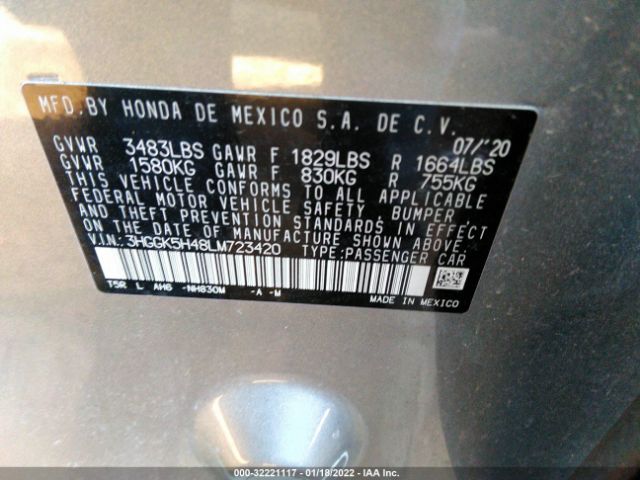 MFD.BY HONDA DE MEXICO S.A. DE C.V.
07/'20
GVWR 3483LBS GAWR F 1829LBS R 1664LBS
GVWR 1580KG GAWR F 830KG R 755KG
THIS VEHICLE CONFORMS TO ALL APPLICABLE
FEDERAL MOTOR VEHICLE SAFETY, BUMPER,
AND THEFT PREVENTION STANDARDS IN EFFECT
ON THE DATE OF MANUFACTURE SHOWN ABOVE.
V.I.N.: 3HGGK5H48LM723420 TYPE:PASSENGER CAR
T5R L AH6 -NH830M -A -M
MADE IN MEXICO
000-32221117 - 01/18/2022 - IAA Inc.